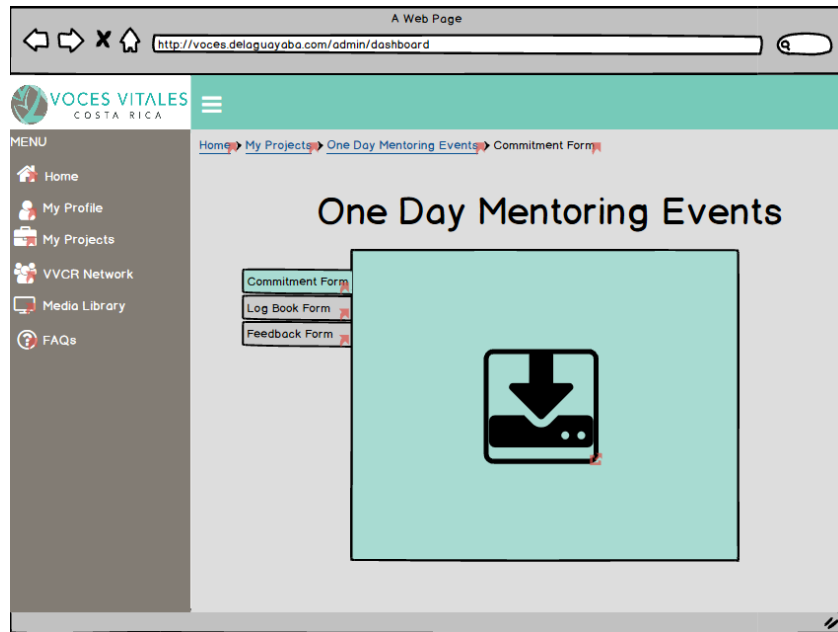 A Web Page
http://voces.delaguayaba.com/admin/dashboard
VOCES VITALES
COSTA RICA
MENU
Home
My Profile
My Projects
VVCR Network
Media Library
FAQs
Home My Projects One Day Mentoring Events Commitment Form
One Day Mentoring Events
Commitment Form
Log Book Form
Feedback Form